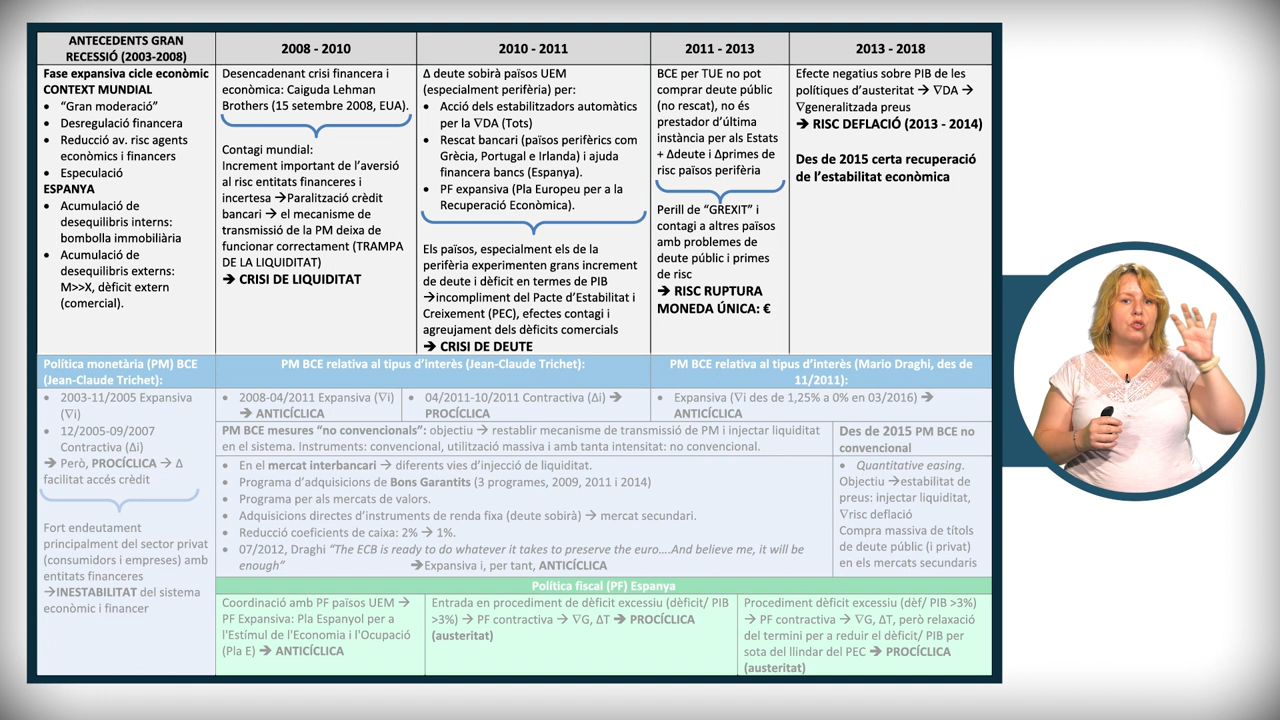 ANTECEDENTS GRAN
RECESSIÓ (2003-2008)
2008 - 2010
2010 - 2011
2011 - 2013
2013 - 2018
Fase expansiva cicle econòmic
CONTEXT MUNDIAL
• “Gran moderació”
• Desregulació financera
• Reducció av. risc agents
econòmics i financers
• Especulació
ESPANYA
• Acumulació de
desequilibris interns:
bombolla immobiliària
• Acumulació de
desequilibris externs:
M>>X, dèficit extern
(comercial).
Desencadenant crisi financera i
econòmica: Caiguda Lehman
Brothers (15 setembre 2008, EUA).
Contagi mundial:
Increment important de l’aversió
al risc entitats financeres i
incertesa →Paralització crèdit
bancari → el mecanisme de
transmissió de la PM deixa de
funcionar correctament (TRAMPA
DE LA LIQUIDITAT)
➔ CRISI DE LIQUIDITAT
Δ deute sobirà països UEM
(especialment perifèria) per:
• Acció dels estabilitzadors automàtics
per la ∇DA (Tots)
• Rescat bancari (països perifèrics com
Grècia, Portugal e Irlanda) i ajuda
financera bancs (Espanya).
• PF expansiva (Pla Europeu per a la
Recuperació Econòmica).
Els països, especialment els de la
perifèria experimenten grans increment
de deute i dèficit en termes de PIB
→incompliment del Pacte d’Estabilitat i
Creixement (PEC), efectes contagi i
agreujament dels dèficits comercials
➔ CRISI DE DEUTE
BCE per TUE no pot
comprar deute públic
(no rescat), no és
prestador d’última
instància per als Estats
+ Δdeute i Δprimes de
risc països perifèria
Perill de “GREXIT” i
contagi a altres països
amb problemes de
deute públic i primes
de risc
➔ RISC RUPTURA
MONEDA ÚNICA: €
Efecte negatius sobre PIB de les
polítiques d’austeritat → ∇DA →
∇generalitzada preus
➔ RISC DEFLACIÓ (2013 - 2014)
Des de 2015 certa recuperació
de l’estabilitat econòmica
Política monetària (PM) BCE
(Jean-Claude Trichet):
PM BCE relativa al tipus d’interès (Jean-Claude Trichet):
PM BCE relativa al tipus d’interès (Mario Draghi, des de
11/2011):
• 2003-11/2005 Expansiva
(∇i)
• 12/2005-09/2007
Contractiva (Δi)
➔ Però, PROCÍCLICA → Δ
facilitat accés crèdit
Fort endeutament
principalment del sector privat
(consumidors i empreses) amb
entitats financeres
→INESTABILITAT del sistema
econòmic i financer
• 2008-04/2011 Expansiva (∇i)
➔ ANTICÍCLICA
• 04/2011-10/2011 Contractiva (Δi) ➔
PROCÍCLICA
• Expansiva (∇i des de 1,25% a 0% en 03/2016) ➔
ANTICÍCLICA
PM BCE mesures “no convencionals”: objectiu → restablir mecanisme de transmissió de PM i injectar liquiditat
en el sistema. Instruments: convencional, utilització massiva i amb tanta intensitat: no convencional.
• En el mercat interbancari → diferents vies d’injecció de liquiditat.
• Programa d’adquisicions de Bons Garantits (3 programes, 2009, 2011 i 2014)
• Programa per als mercats de valors.
• Adquisicions directes d’instruments de renda fixa (deute sobirà) → mercat secundari.
• Reducció coeficients de caixa: 2% → 1%.
• 07/2012, Draghi “The ECB is ready to do whatever it takes to preserve the euro….And believe me, it will be
enough” →Expansiva i, per tant, ANTICÍCLICA
Des de 2015 PM BCE no
convencional
• Quantitative easing.
Objectiu →estabilitat de
preus: injectar liquiditat,
∇risc deflació
Compra massiva de títols
de deute públic (i privat)
en els mercats secundaris
Política fiscal (PF) Espanya
Coordinació amb PF països UEM →
PF Expansiva: Pla Espanyol per a
l'Estímul de l'Economia i l'Ocupació
(Pla E) ➔ ANTICÍCLICA
Entrada en procediment de dèficit excessiu (dèficit/ PIB
>3%) → PF contractiva → ∇G, ΔT ➔ PROCÍCLICA
(austeritat)
Procediment dèficit excessiu (dèf/ PIB >3%)
→ PF contractiva → ∇G, ΔT, però relaxació
del termini per a reduir el dèficit/ PIB per
sota del llindar del PEC ➔ PROCÍCLICA
(austeritat)